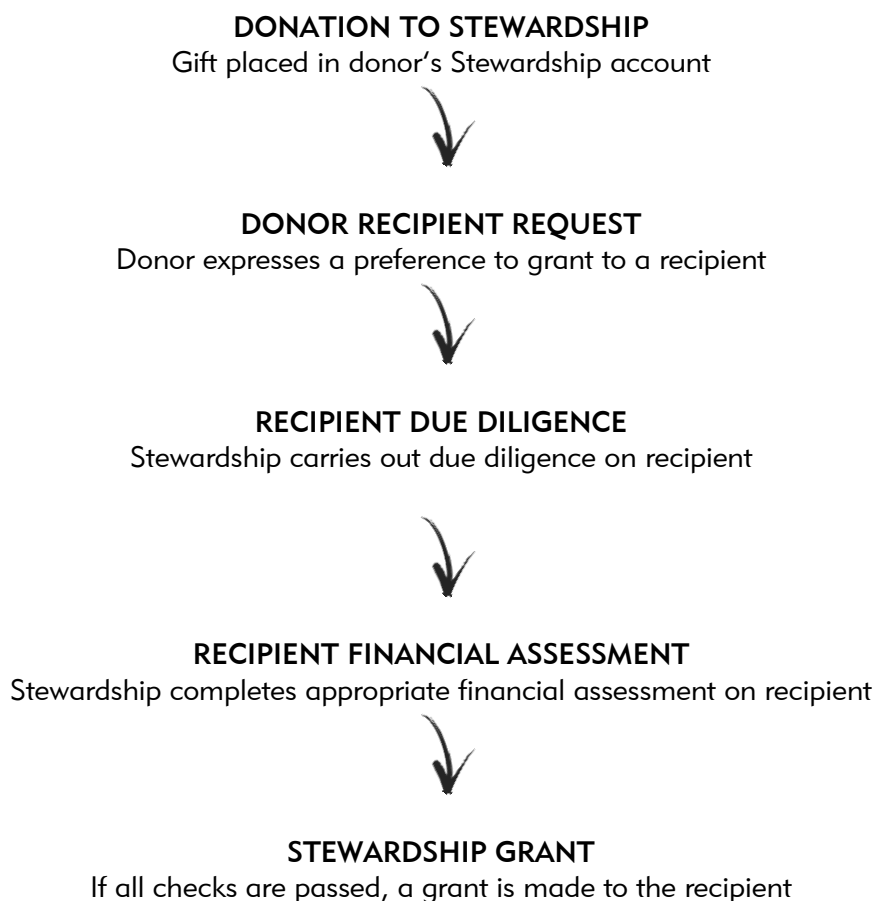 DONATION TO STEWARDSHIP
Gift placed in donor's Stewardship account
DONOR RECIPIENT REQUEST
Donor expresses a preference to grant to a recipient
RECIPIENT DUE DILIGENCE
Stewardship carries out due diligence on recipient
RECIPIENT FINANCIAL ASSESSMENT
Stewardship completes appropriate financial assessment on recipient
STEWARDSHIP GRANT
If all checks are passed, a grant is made to the recipient